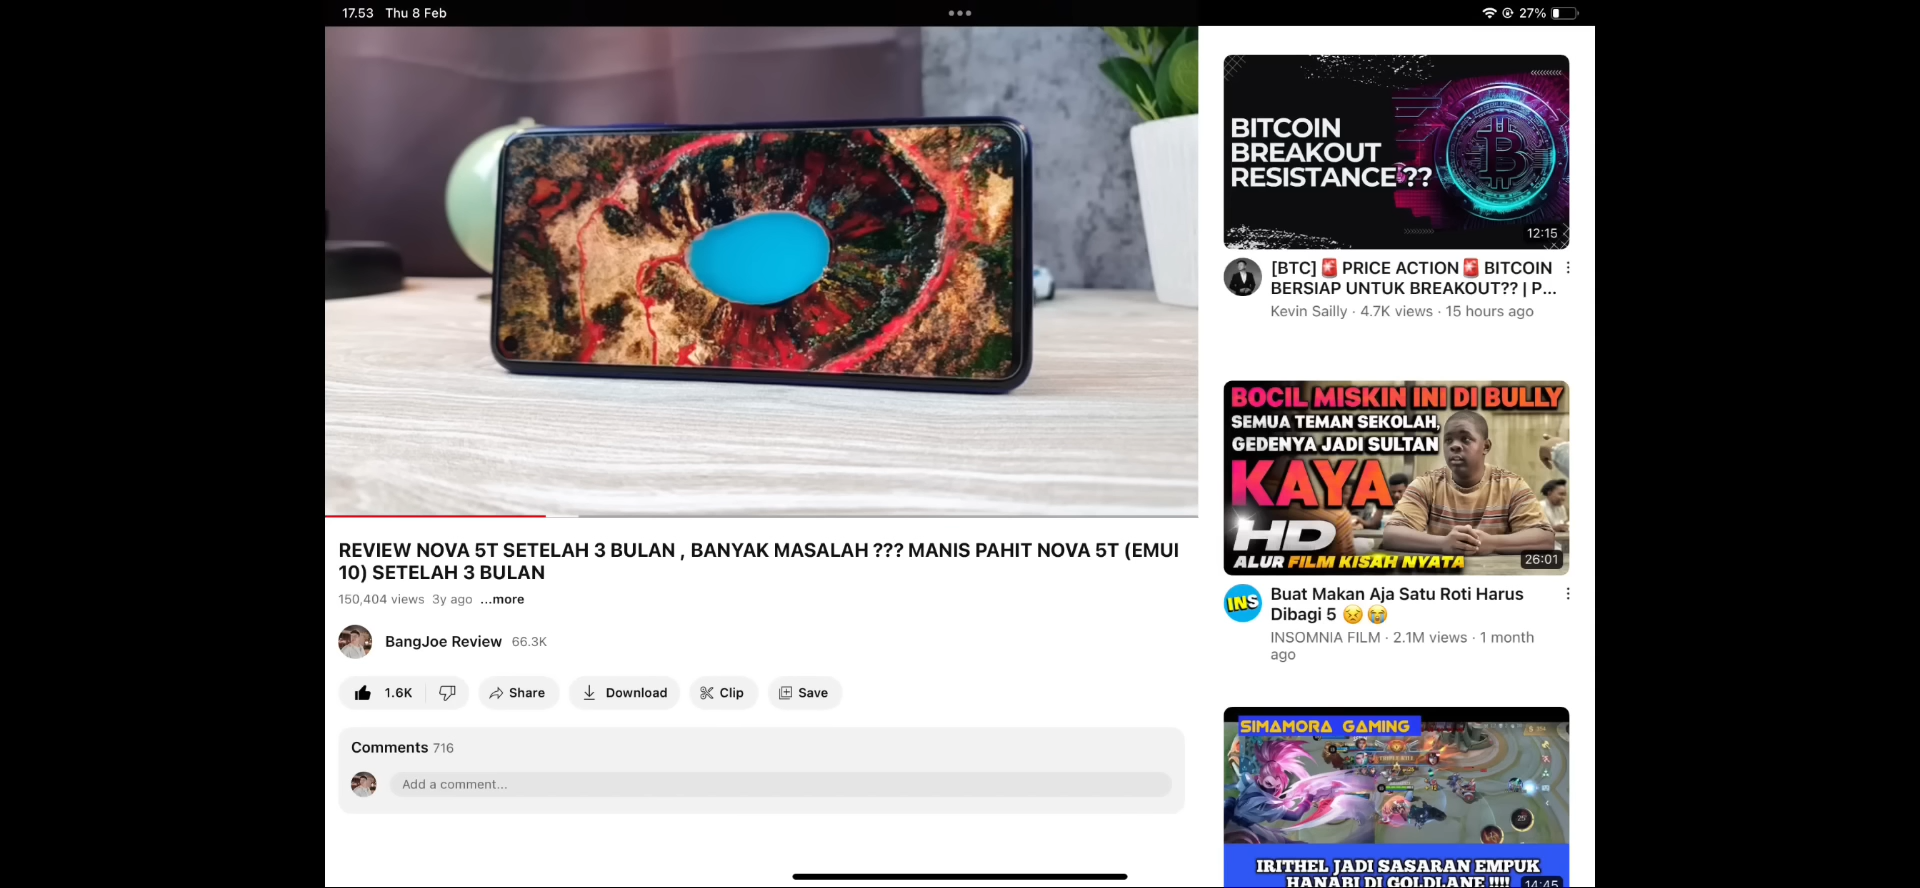 17.53 Thu 8 Feb
27%
REVIEW NOVA 5T SETELAH 3 BULAN , BANYAK MASALAH ??? MANIS PAHIT NOVA 5T (EMUI
10) SETELAH 3 BULAN
150,404 views 3y ago ...more
BangJoe Review 66.3K
1.6K
Share
Download
Clip
Save
Comments 716
Add a comment...
BITCOIN
BREAKOUT
RESISTANCE ??
12:15
[BTC] 🚨 PRICE ACTION 🚨 BITCOIN
BERSIAP UNTUK BREAKOUT?? | P...
Kevin Sailly · 4.7K views · 15 hours ago
BOCIL MISKIN INI DI BULLY
SEMUA TEMAN SEKOLAH,
GEDENYA JADI SULTAN
KAYA
HD
ALUR FILM KISAH NYATA
26:01
INS
Buat Makan Aja Satu Roti Harus
Dibagi 5 😣 😭
INSOMNIA FILM · 2.1M views · 1 month
ago
SIMAMORA GAMING
IRITHEL JADI SASARAN EMPUK
HANABI DI GOLDLANE !!!!
14:45